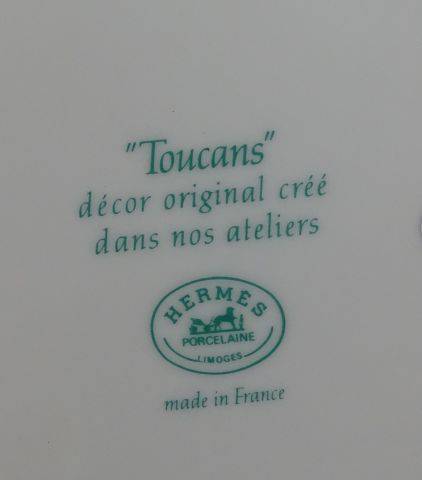 "Toucans"
décor original créé
dans nos ateliers
HERMÈS
PORCELAINE
LIMOGES
made in France